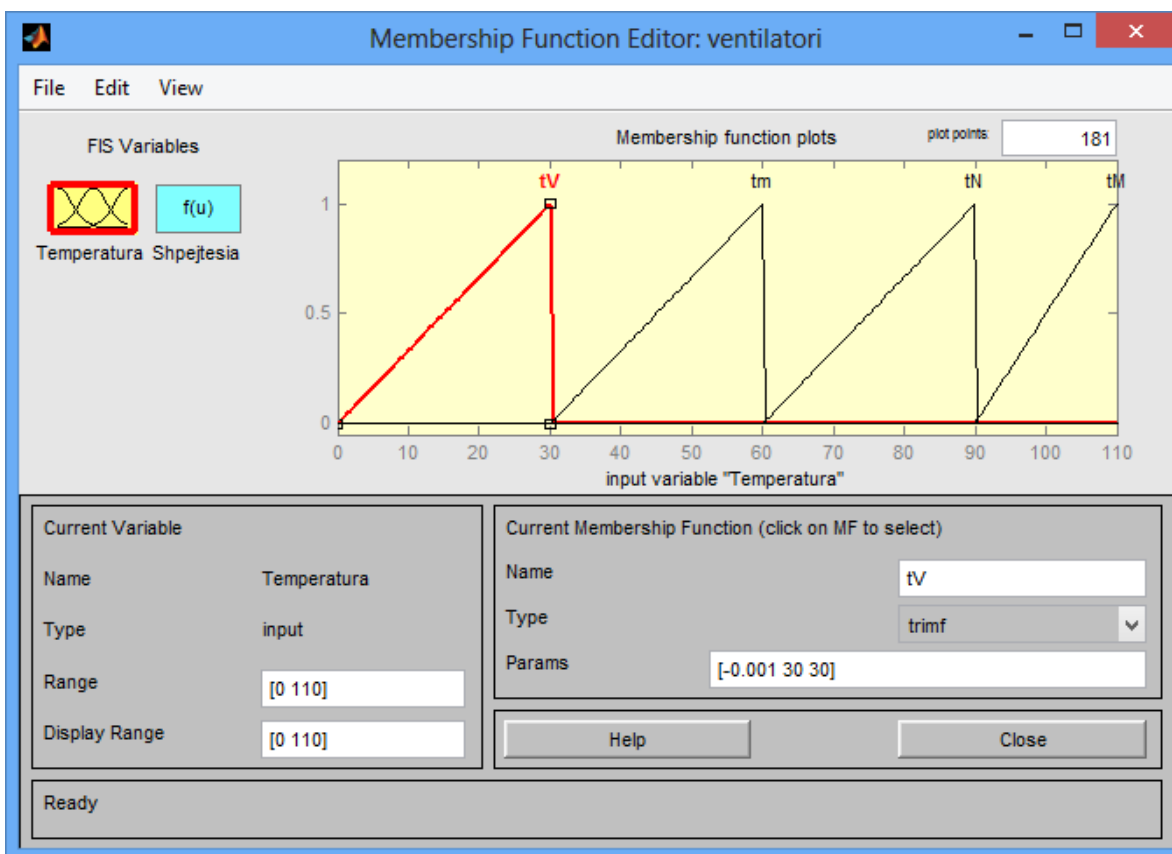 Membership Function Editor: ventilatori
File Edit View
FIS Variables
f(u)
Temperatura Shpejtesia
Membership function plots
plot points:
181
tV tm tN tM
1
0.5
0
0 10 20 30 40 50 60 70 80 90 100 110
input variable "Temperatura"
Current Variable
Name Temperatura
Type input
Range [0 110]
Display Range [0 110]
Current Membership Function (click on MF to select)
Name tV
Type trimf
Params [-0.001 30 30]
Help Close
Ready